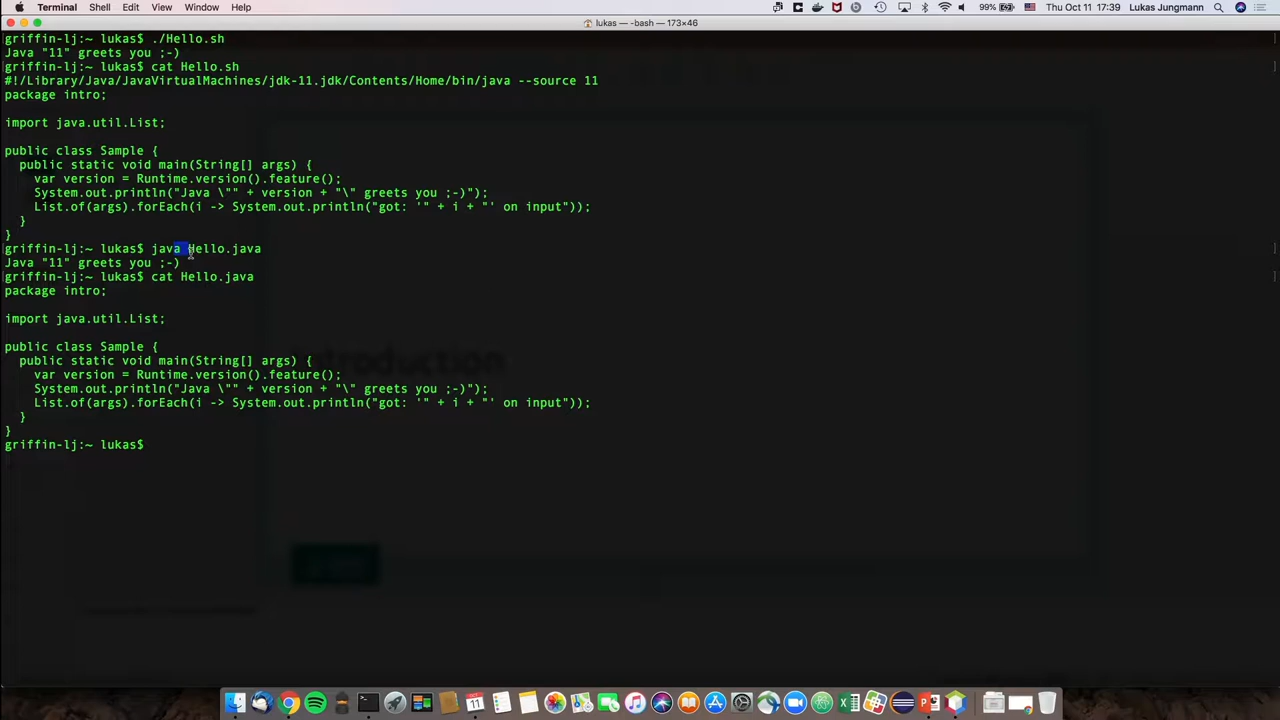 Terminal Shell Edit View Window Help 99% Thu Oct 11 17:39 Lukas Jungmann
lukas — -bash — 173×46
griffin-lj:~ lukas$ ./Hello.sh
Java "11" greets you ;-)
griffin-lj:~ lukas$ cat Hello.sh
#!/Library/Java/JavaVirtualMachines/jdk-11.jdk/Contents/Home/bin/java --source 11
package intro;
import java.util.List;
public class Sample {
  public static void main(String[] args) {
    var version = Runtime.version().feature();
    System.out.println("Java \"" + version + "\" greets you ;-)");
    List.of(args).forEach(i -> System.out.println("got: '" + i + "' on input"));
  }
}
griffin-lj:~ lukas$ java Hello.java
Java "11" greets you ;-)
griffin-lj:~ lukas$ cat Hello.java
package intro;
import java.util.List;
public class Sample {
  public static void main(String[] args) {
    var version = Runtime.version().feature();
    System.out.println("Java \"" + version + "\" greets you ;-)");
    List.of(args).forEach(i -> System.out.println("got: '" + i + "' on input"));
  }
}
griffin-lj:~ lukas$
Introduction